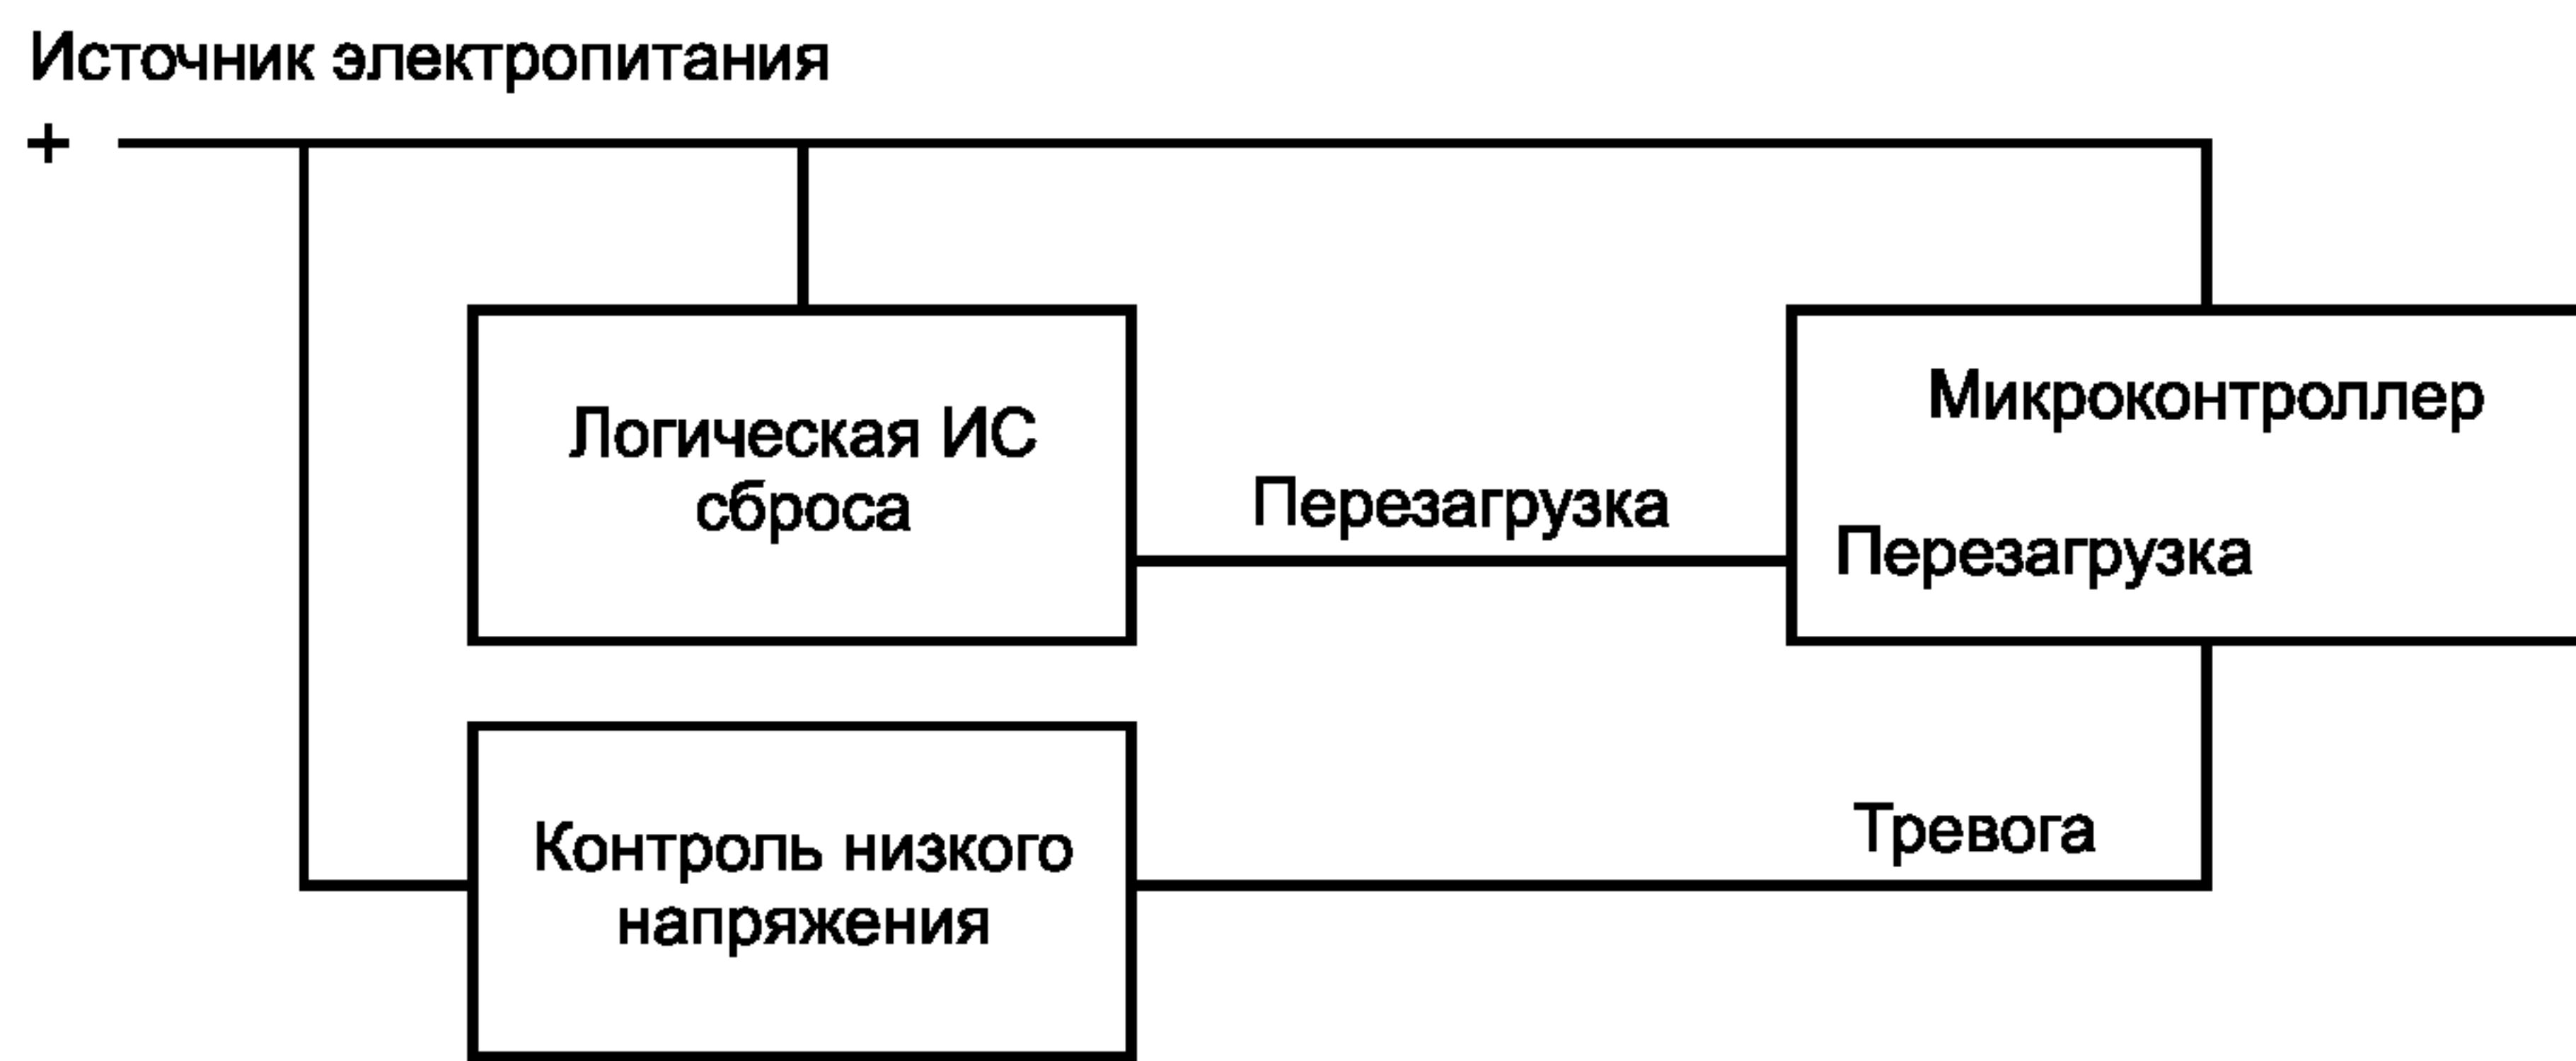 Источник электропитания
+
Логическая ИС
сброса
Перезагрузка
Микроконтроллер
Перезагрузка
Контроль низкого
напряжения
Тревога